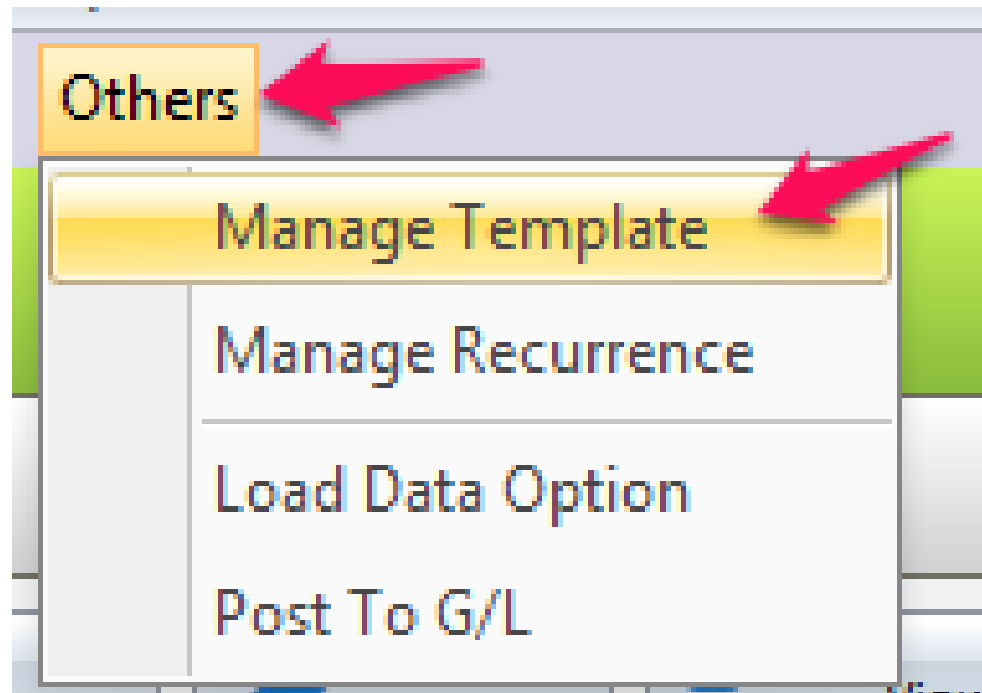 Others
Manage Template
Manage Recurrence
Load Data Option
Post To G/L